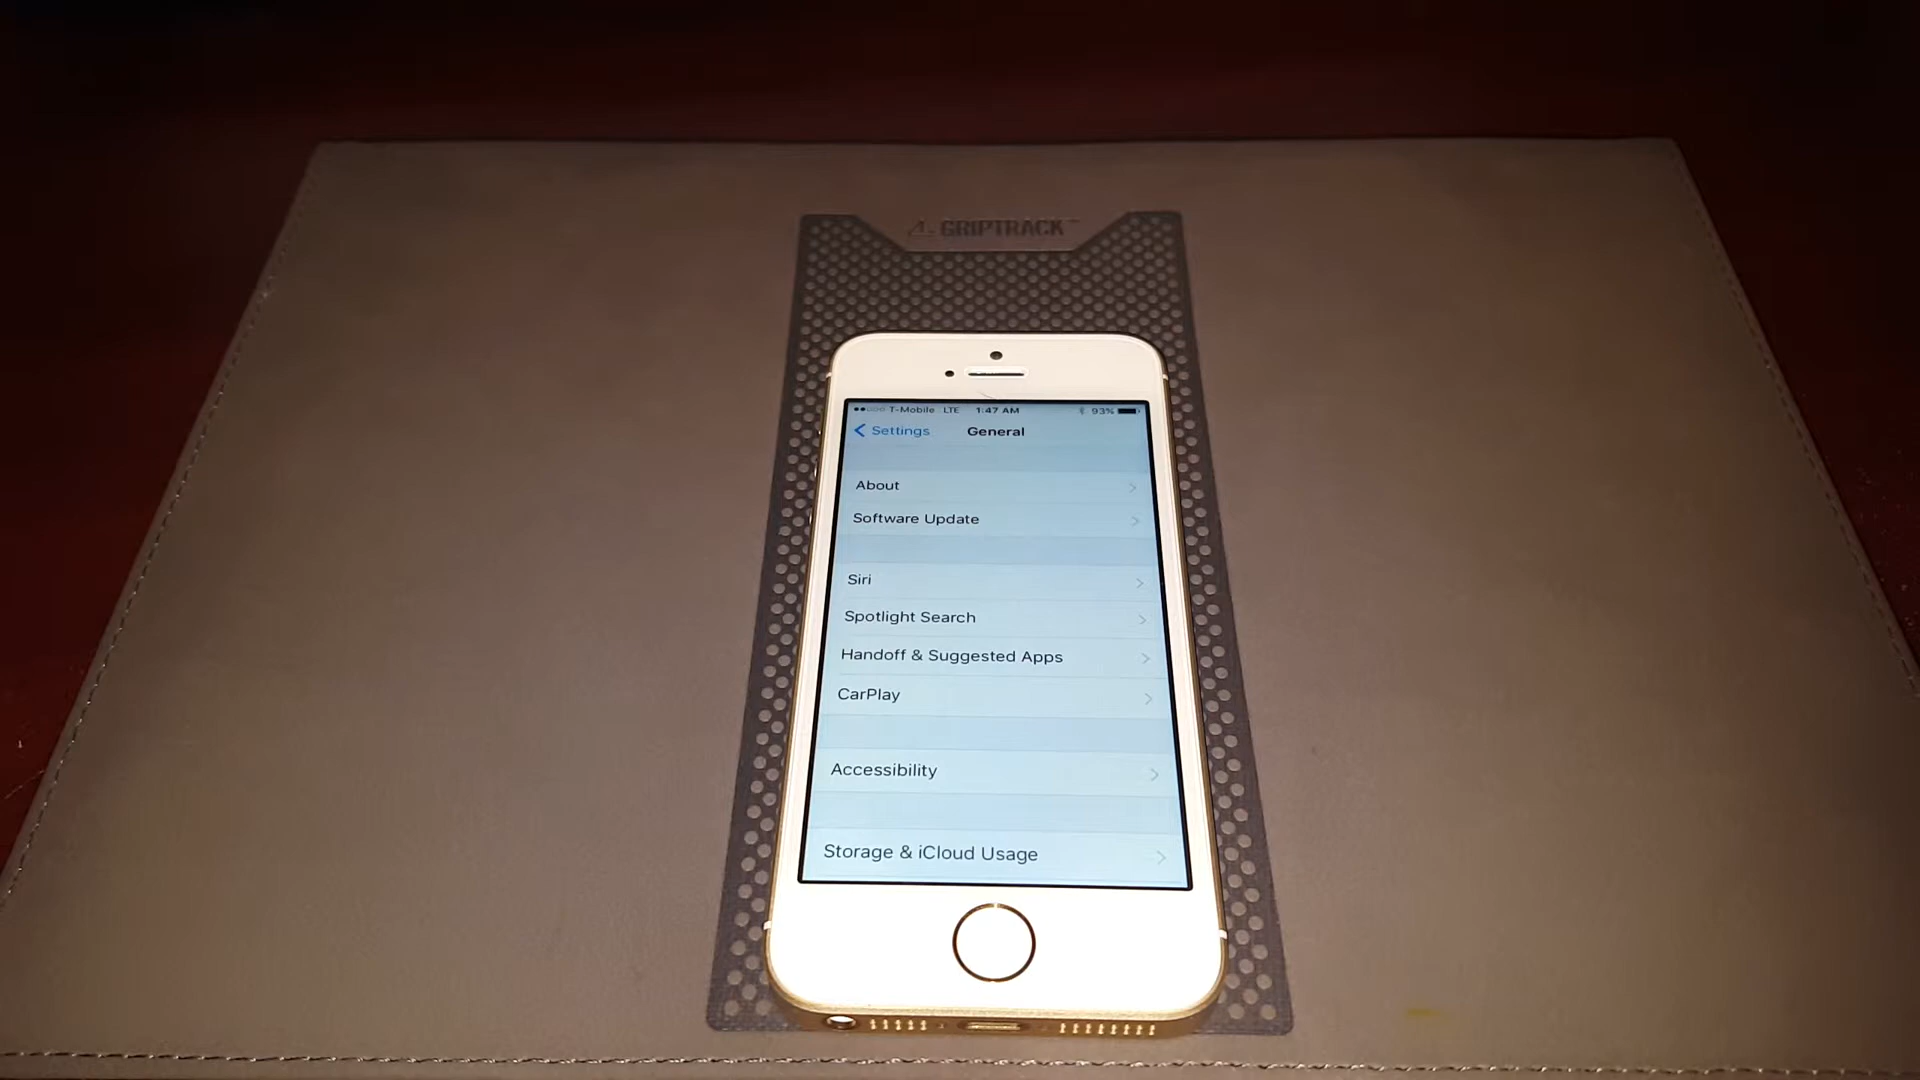 GRIPTRACK™
T-Mobile LTE 1:47 AM 93%
Settings General
About
Software Update
Siri
Spotlight Search
Handoff & Suggested Apps
CarPlay
Accessibility
Storage & iCloud Usage